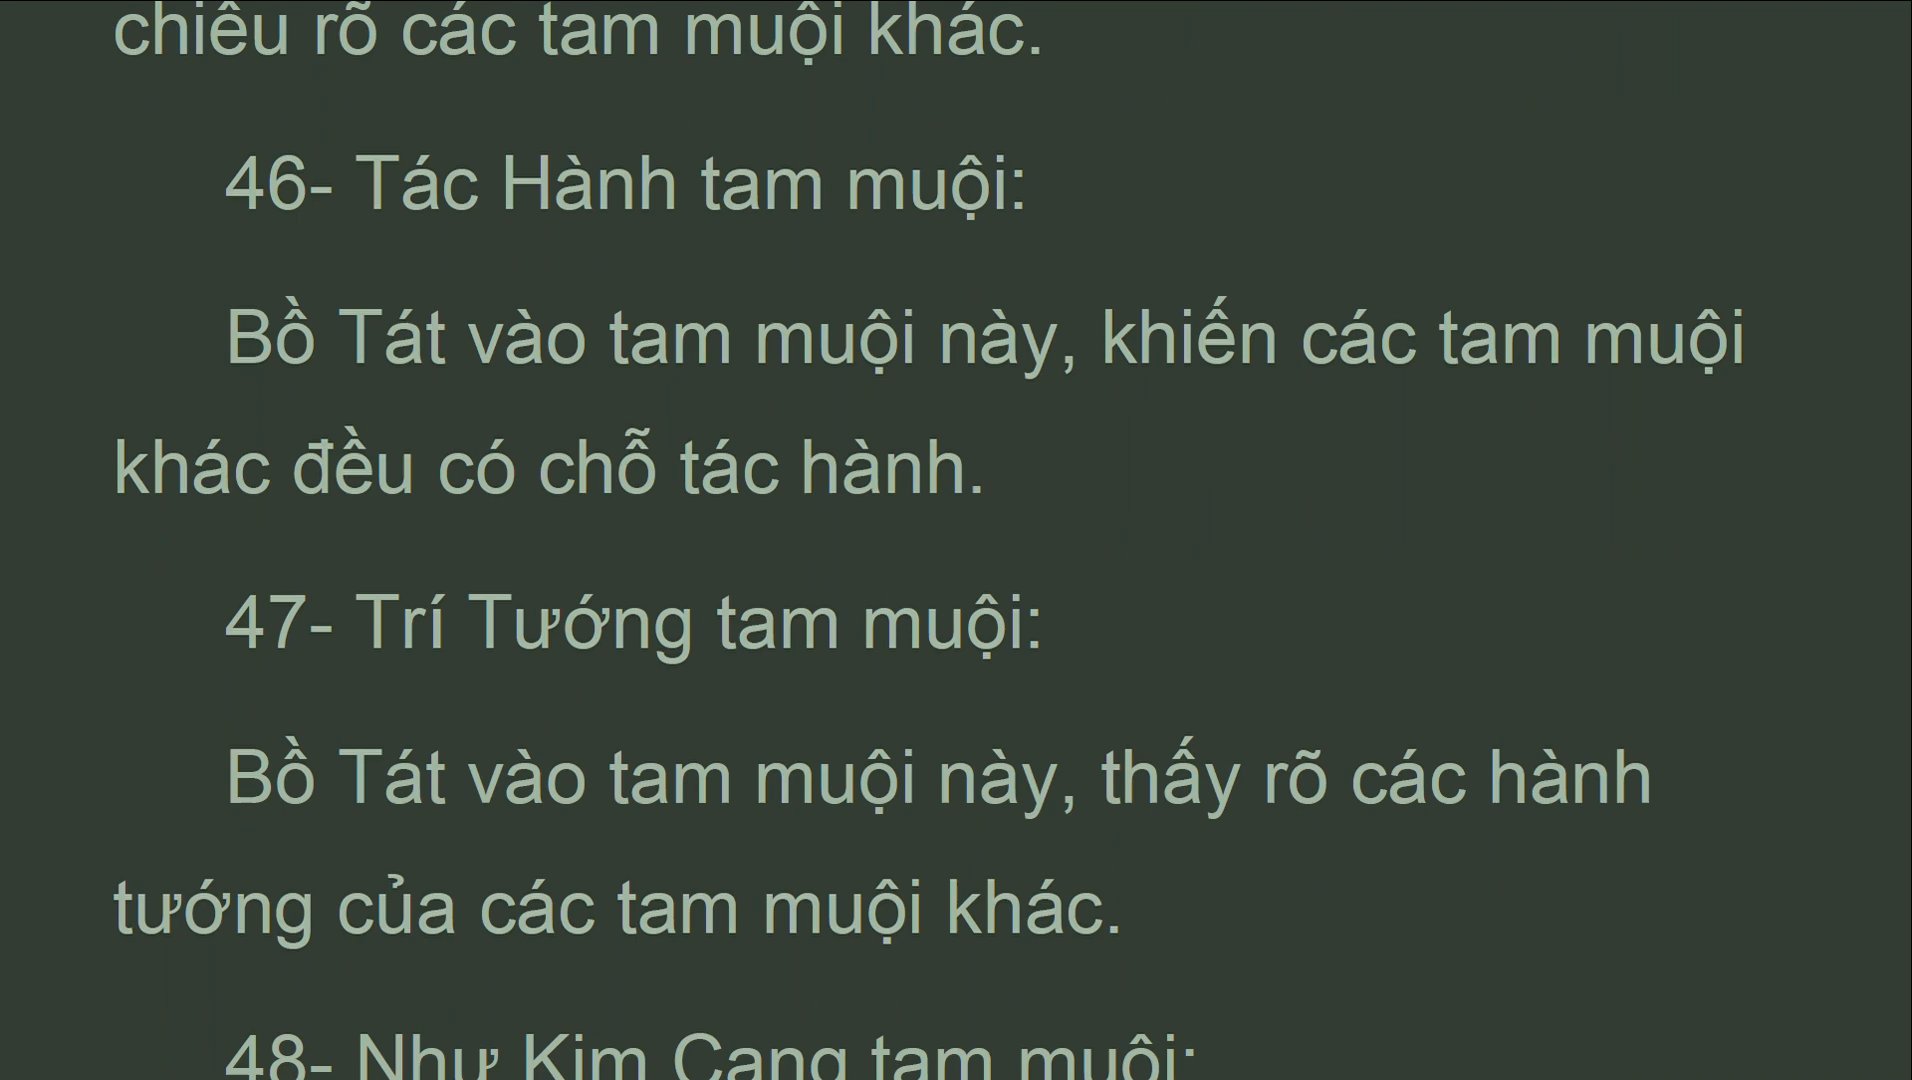 chiếu rõ các tam muội khác.
46- Tác Hành tam muội:
Bồ Tát vào tam muội này, khiến các tam muội
khác đều có chỗ tác hành.
47- Trí Tướng tam muội:
Bồ Tát vào tam muội này, thấy rõ các hành
tướng của các tam muội khác.
48- Như Kim Cang tam muội: